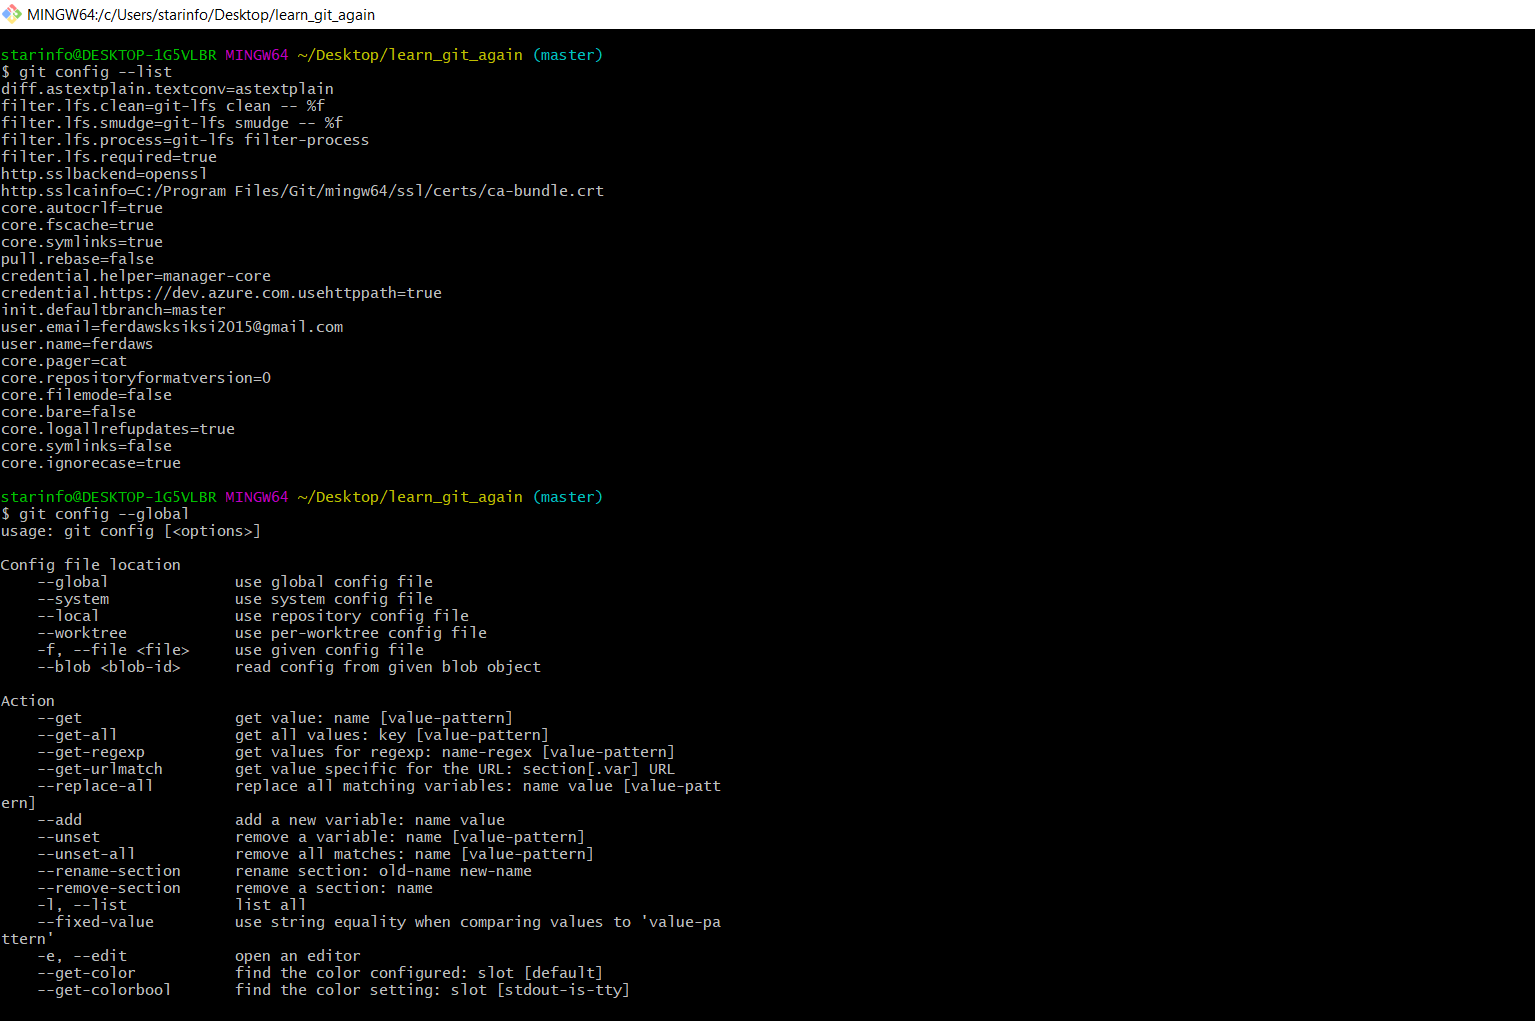 MINGW64:/c/Users/starinfo/Desktop/learn_git_again
starinfo@DESKTOP-1G5VLBR MINGW64 ~/Desktop/learn_git_again (master)
$ git config --list
diff.astextplain.textconv=astextplain
filter.lfs.clean=git-lfs clean -- %f
filter.lfs.smudge=git-lfs smudge -- %f
filter.lfs.process=git-lfs filter-process
filter.lfs.required=true
http.sslbackend=openssl
http.sslcainfo=C:/Program Files/Git/mingw64/ssl/certs/ca-bundle.crt
core.autocrlf=true
core.fscache=true
core.symlinks=true
pull.rebase=false
credential.helper=manager-core
credential.https://dev.azure.com.usehttppath=true
init.defaultbranch=master
user.email=ferdawsksiksi2015@gmail.com
user.name=ferdaws
core.pager=cat
core.repositoryformatversion=0
core.filemode=false
core.bare=false
core.logallrefupdates=true
core.symlinks=false
core.ignorecase=true
starinfo@DESKTOP-1G5VLBR MINGW64 ~/Desktop/learn_git_again (master)
$ git config --global
usage: git config [<options>]
Config file location
    --global              use global config file
    --system              use system config file
    --local               use repository config file
    --worktree            use per-worktree config file
    -f, --file <file>     use given config file
    --blob <blob-id>      read config from given blob object
Action
    --get                 get value: name [value-pattern]
    --get-all             get all values: key [value-pattern]
    --get-regexp          get values for regexp: name-regex [value-pattern]
    --get-urlmatch        get value specific for the URL: section[.var] URL
    --replace-all         replace all matching variables: name value [value-patt
ern]
    --add                 add a new variable: name value
    --unset               remove a variable: name [value-pattern]
    --unset-all           remove all matches: name [value-pattern]
    --rename-section      rename section: old-name new-name
    --remove-section      remove a section: name
    -l, --list            list all
    --fixed-value         use string equality when comparing values to 'value-pa
ttern'
    -e, --edit            open an editor
    --get-color           find the color configured: slot [default]
    --get-colorbool       find the color setting: slot [stdout-is-tty]